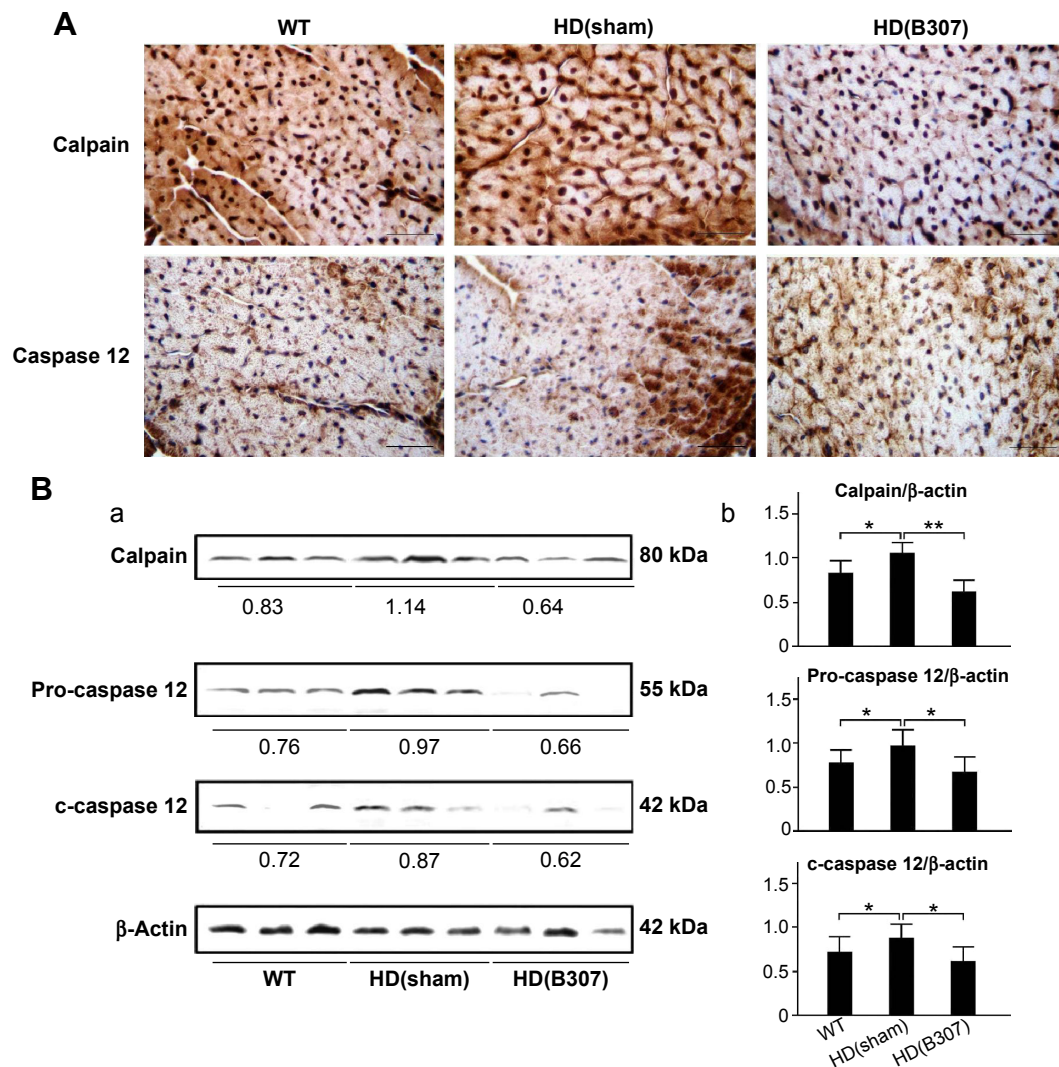 A
WT HD(sham) HD(B307)
Calpain
Caspase 12
B
a
Calpain 80 kDa
0.83 1.14 0.64
Pro-caspase 12 55 kDa
0.76 0.97 0.66
c-caspase 12 42 kDa
0.72 0.87 0.62
β-Actin 42 kDa
WT HD(sham) HD(B307)
b
Calpain/β-actin
1.5
* **
1.0
0.5
0
Pro-caspase 12/β-actin
1.5
* *
1.0
0.5
0
c-caspase 12/β-actin
1.5
* *
1.0
0.5
0
WT HD(sham) HD(B307)